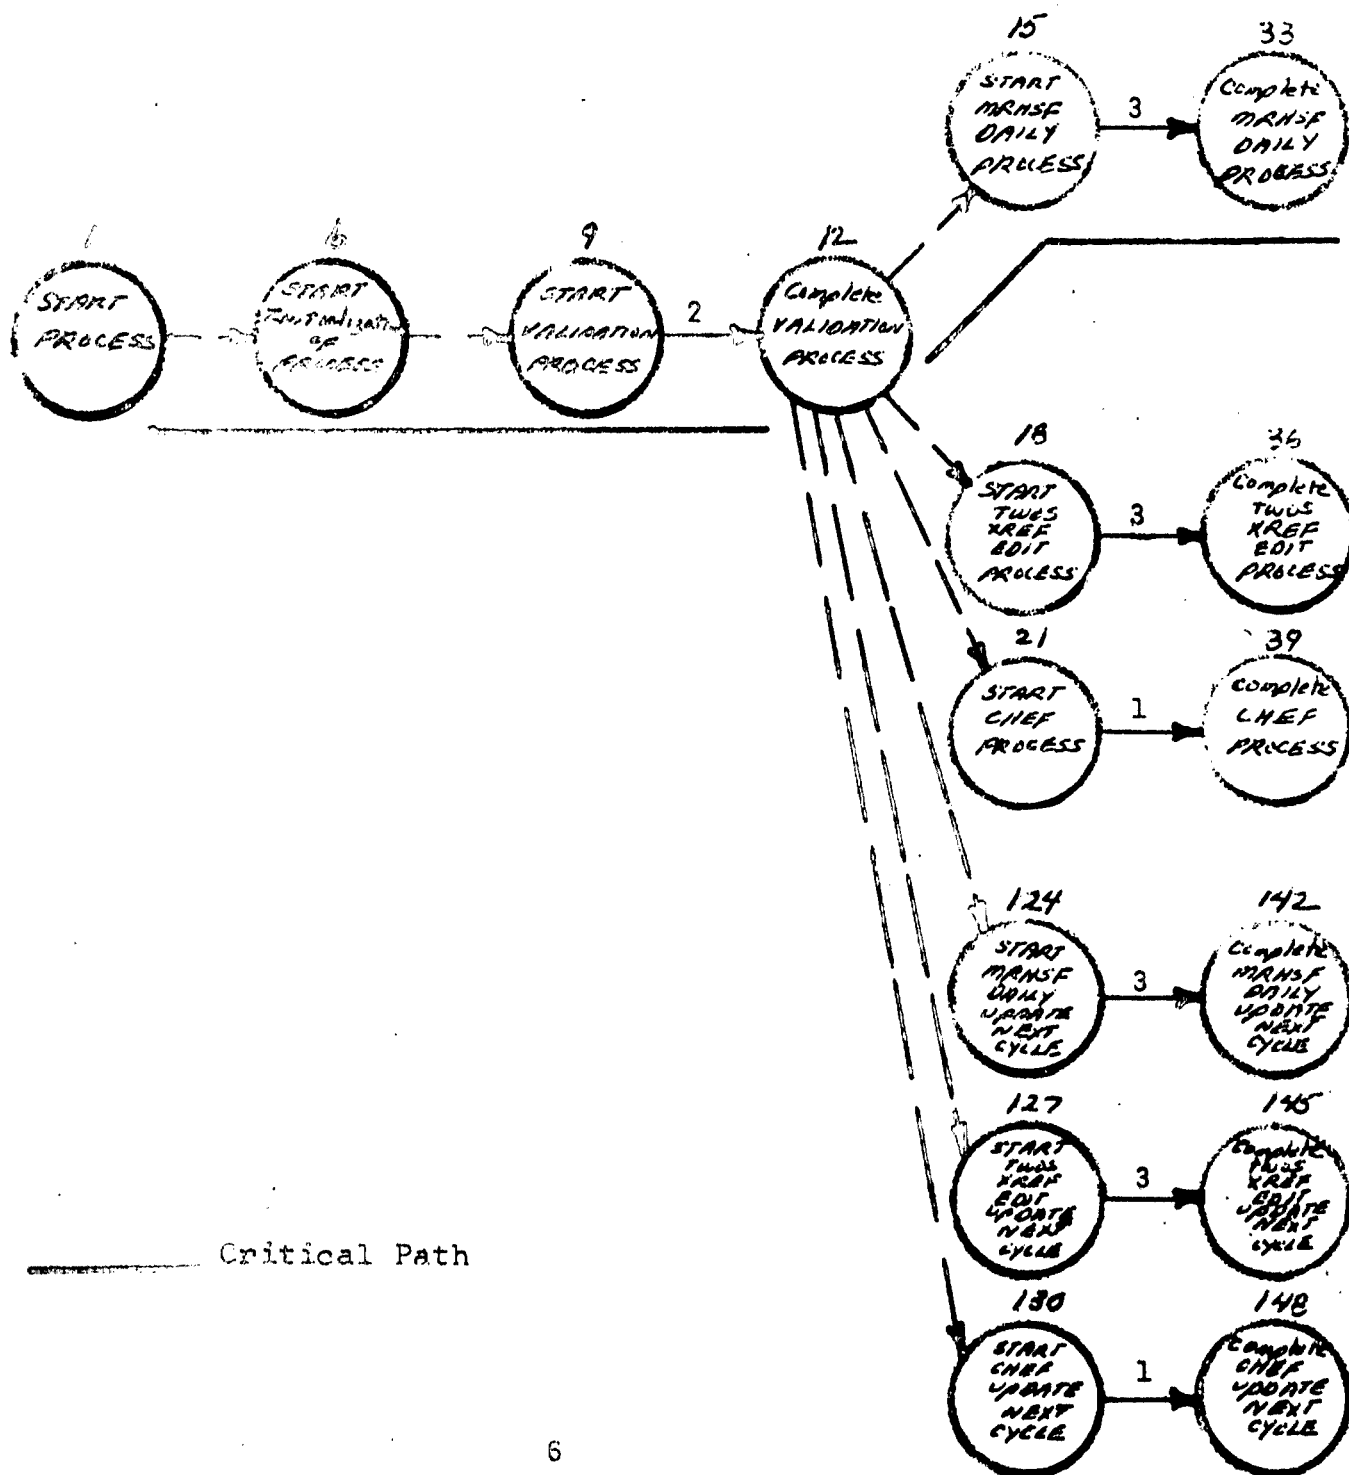 15
START
MRNSF
DAILY
PROCESS
3
33
Complete
MRNSF
DAILY
PROCESS
1
START
PROCESS
6
START
Initialization
OF
PROCESS
9
START
VALIDATION
PROCESS
2
12
Complete
VALIDATION
PROCESS
18
START
TWOS
XREF
EDIT
PROCESS
3
36
Complete
TWOS
XREF
EDIT
PROCESS
21
START
CHEF
PROCESS
1
39
Complete
CHEF
PROCESS
124
START
MRNSF
DAILY
UPDATE
NEXT
CYCLE
3
142
Complete
MRNSF
DAILY
UPDATE
NEXT
CYCLE
127
START
TWOS
XREF
EDIT
UPDATE
NEXT
CYCLE
3
145
Complete
TWOS
XREF
EDIT
UPDATE
NEXT
CYCLE
Critical Path
130
START
CHEF
UPDATE
NEXT
CYCLE
1
148
Complete
CHEF
UPDATE
NEXT
CYCLE
6